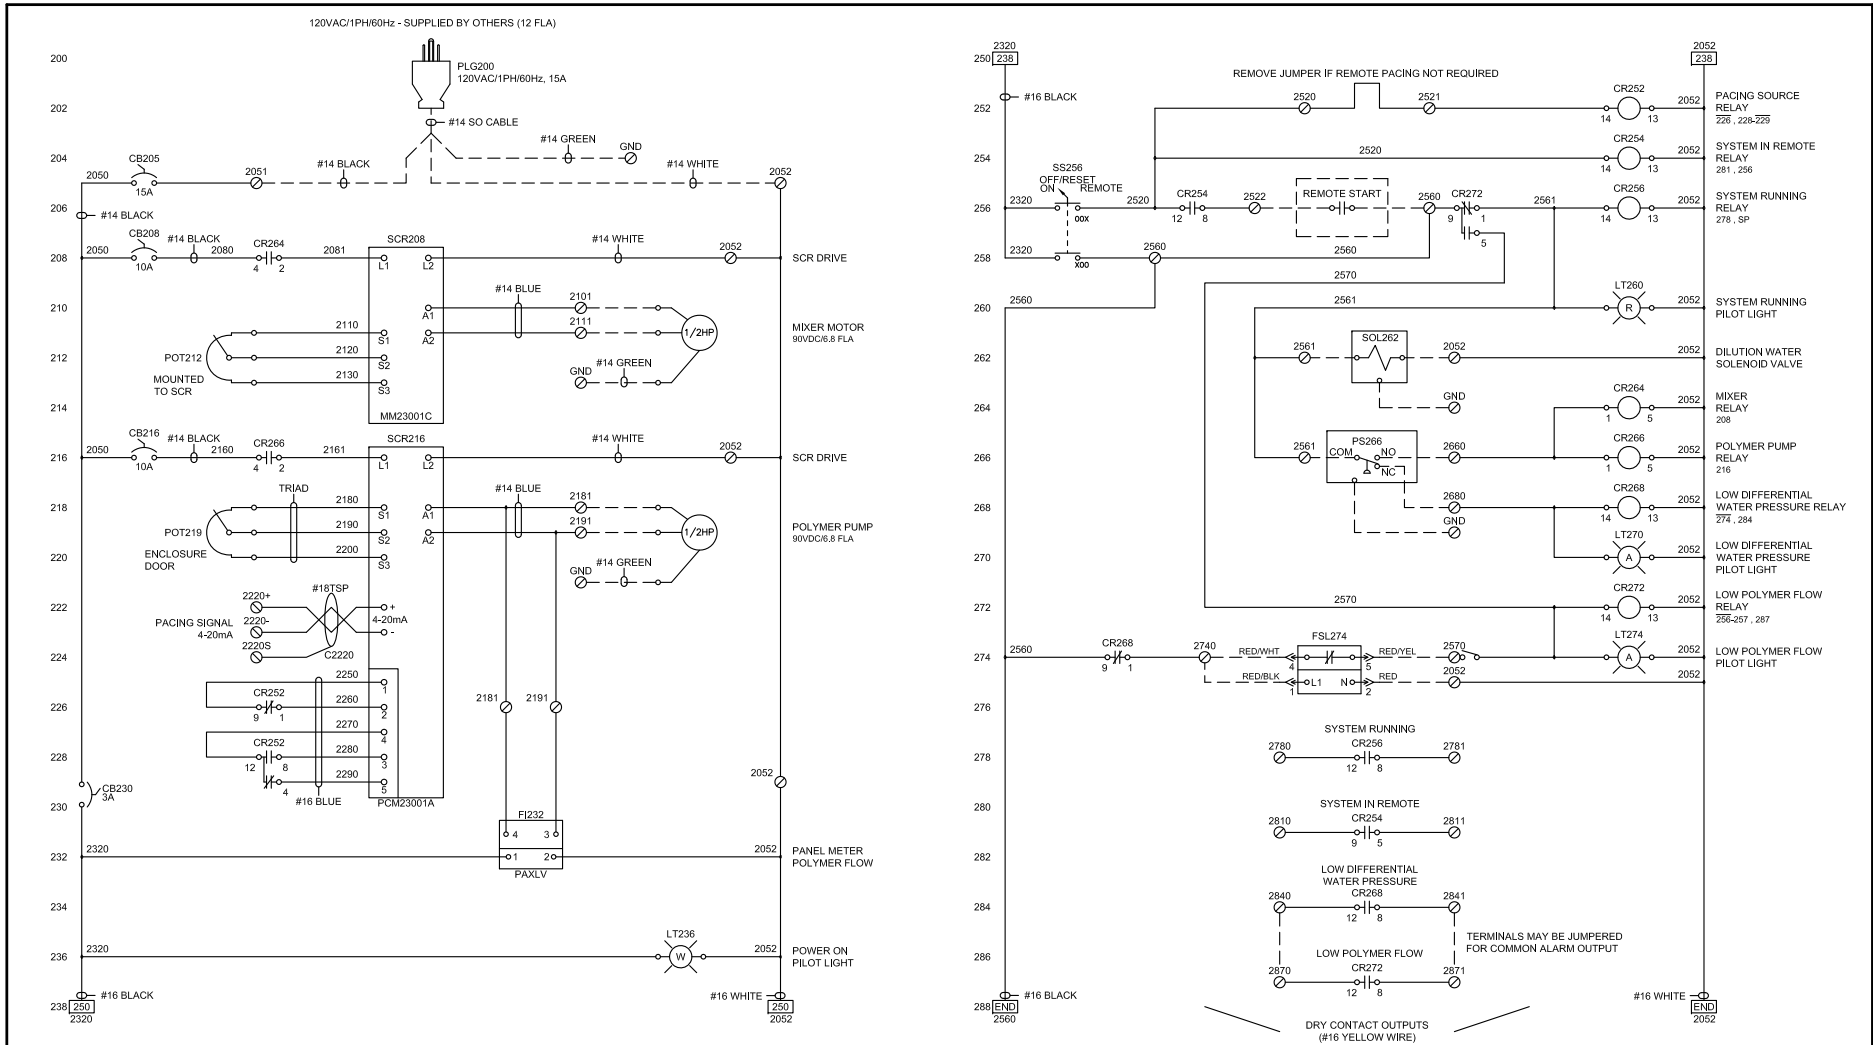 120VAC/1PH/60Hz - SUPPLIED BY OTHERS (12 FLA)
200
PLG200
120VAC/1PH/60Hz, 15A
202
#14 SO CABLE
#14 GREEN
GND
204
2050
CB205
15A
2051
#14 BLACK
#14 WHITE
2052
206
#14 BLACK
208
2050
CB208
10A
#14 BLACK
2080
CR264
4 2
2081
SCR208
L1
L2
#14 WHITE
2052
SCR DRIVE
210
#14 BLUE
A1
2101
A2
2111
1/2HP
MIXER MOTOR
90VDC/6.8 FLA
2110
S1
212
POT212
2120
S2
2130
S3
MOUNTED
TO SCR
#14 GREEN
GND
MM23001C
214
216
2050
CB216
10A
#14 BLACK
2160
CR266
4 2
2161
SCR216
L1
L2
#14 WHITE
2052
SCR DRIVE
TRIAD
218
2180
S1
POT219
2190
S2
2200
S3
ENCLOSURE
DOOR
#14 BLUE
A1
2181
A2
2191
1/2HP
POLYMER PUMP
90VDC/6.8 FLA
220
#14 GREEN
GND
222
#18TSP
2220+
PACING SIGNAL
4-20mA
2220-
2220S
C2220
+
4-20mA
-
224
2250
1
226
CR252
9 1
2260
2
2270
4
228
CR252
12 8
2280
3
4
2290
5
#16 BLUE
PCM23001A
2181
2191
2052
CB230
3A
230
FI232
4 3
232
2320
1 2
PAXLV
2052
PANEL METER
POLYMER FLOW
234
236
2320
LT236
W
2052
POWER ON
PILOT LIGHT
#16 BLACK
#16 WHITE
238
250
2320
250
2052
2320
250
238
2052
238
REMOVE JUMPER IF REMOTE PACING NOT REQUIRED
#16 BLACK
252
2520
2521
CR252
14 13
2052
PACING SOURCE
RELAY
226 , 228-229
254
2520
CR254
14 13
2052
SYSTEM IN REMOTE
RELAY
281 , 256
SS256
OFF/RESET
ON
REMOTE
256
2320
OOX
2520
CR254
12 8
2522
REMOTE START
2560
CR272
9 1
5
2561
CR256
14 13
2052
SYSTEM RUNNING
RELAY
278 , SP
258
2320
XOO
2560
2560
2570
260
2560
2561
LT260
R
2052
SYSTEM RUNNING
PILOT LIGHT
262
2561
SOL262
2052
2052
DILUTION WATER
SOLENOID VALVE
264
GND
CR264
1 5
2052
MIXER
RELAY
208
266
2561
PS266
COM
NO
NC
2660
CR266
1 5
2052
POLYMER PUMP
RELAY
216
268
2680
GND
CR268
14 13
2052
LOW DIFFERENTIAL
WATER PRESSURE RELAY
274 , 284
270
LT270
A
2052
LOW DIFFERENTIAL
WATER PRESSURE
PILOT LIGHT
272
2570
CR272
14 13
2052
LOW POLYMER FLOW
RELAY
256-257 , 287
274
2560
CR268
9 1
2740
RED/WHT
FSL274
4 5
RED/YEL
2570
LT274
A
2052
LOW POLYMER FLOW
PILOT LIGHT
RED/BLK
1
L1
N
2
RED
2052
2052
276
SYSTEM RUNNING
278
2780
CR256
12 8
2781
280
SYSTEM IN REMOTE
2810
CR254
9 5
2811
282
LOW DIFFERENTIAL
WATER PRESSURE
284
2840
CR268
12 8
2841
TERMINALS MAY BE JUMPERED
FOR COMMON ALARM OUTPUT
286
LOW POLYMER FLOW
2870
CR272
12 8
2871
#16 BLACK
#16 WHITE
288
END
2560
END
2052
DRY CONTACT OUTPUTS
(#16 YELLOW WIRE)